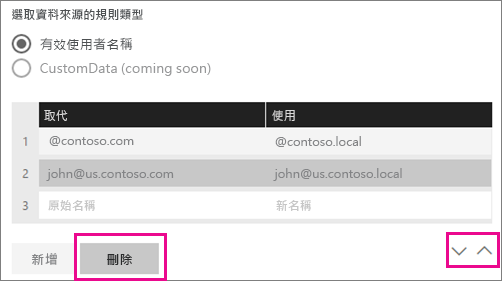 選取資料來源的規則類型
有效使用者名稱
CustomData (coming soon)
取代 使用
1 @contoso.com @contoso.local
2 john@us.contoso.com john@us.contoso.local
3 原始名稱 新名稱
新增 刪除